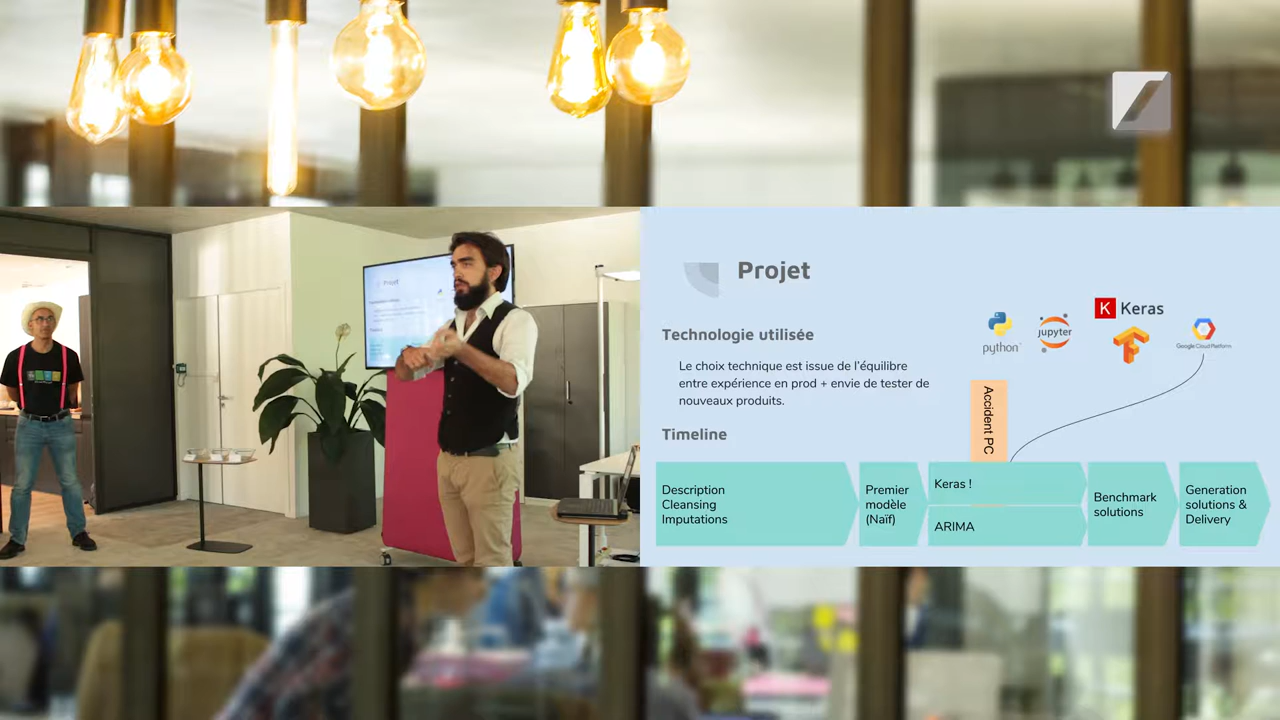 Projet
Technologie utilisée
Le choix technique est issue de l'équilibre
entre expérience en prod + envie de tester de
nouveaux produits.
python
jupyter
K Keras
Google Cloud Platform
Accident PC
Timeline
Description
Cleansing
Imputations
Premier
modèle
(Naïf)
Keras !
ARIMA
Benchmark
solutions
Generation
solutions &
Delivery
Projet